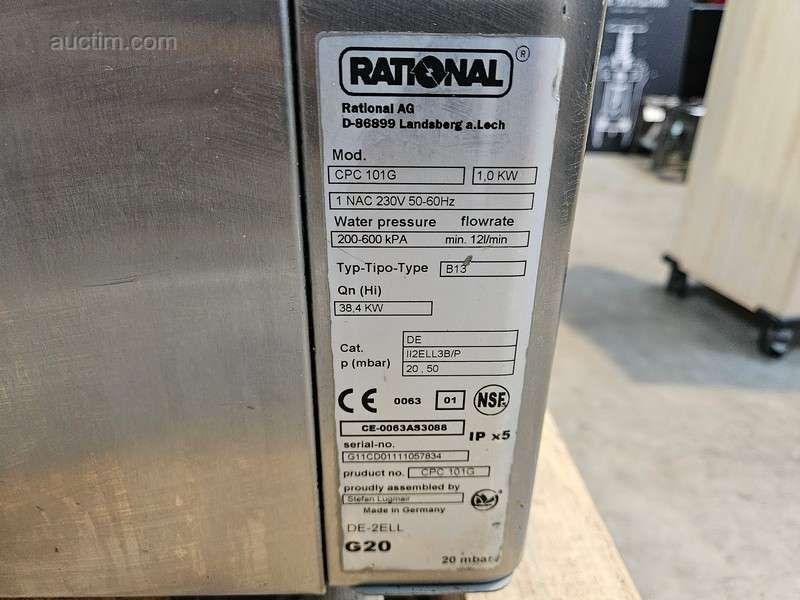 auctim.com
RATIONAL ®
Rational AG
D-86899 Landsberg a.Lech
Mod.
CPC 101G 1,0 KW
1 NAC 230V 50-60Hz
Water pressure flowrate
200-600 kPA min. 12l/min
Typ-Tipo-Type B13
Qn (Hi)
38,4 KW
DE
Cat. II2ELL3B/P
p (mbar) 20 , 50
CE 0063 01 NSF
CE-0063AS3088
IP x5
serial-no.
G11CD01111057834
product no. CPC 101G
proudly assembled by
Stefan Lugmair
Made in Germany
DE-2ELL
G20
20 mbar